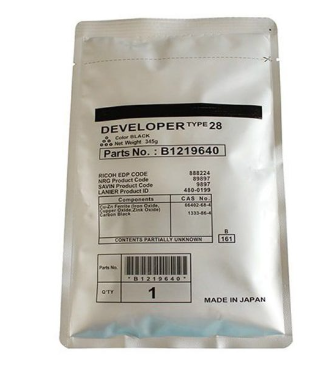 DEVELOPER TYPE 28
Color BLACK
Net Weight 345g
Parts No. : B1219640
RICOH EDP CODE 888224
NRG Product Code 89897
SAVIN Product Code 9897
LANIER Product ID 480-0199
Components CAS No.
Cu-Zn Ferrite (Iron Oxide, 66402-68-4
Copper Oxide, Zink Oxide)
Carbon Black 1333-86-4
CONTENTS PARTIALLY UNKNOWN
B
161
Parts No.
*B1219640*
Q'TY 1
MADE IN JAPAN